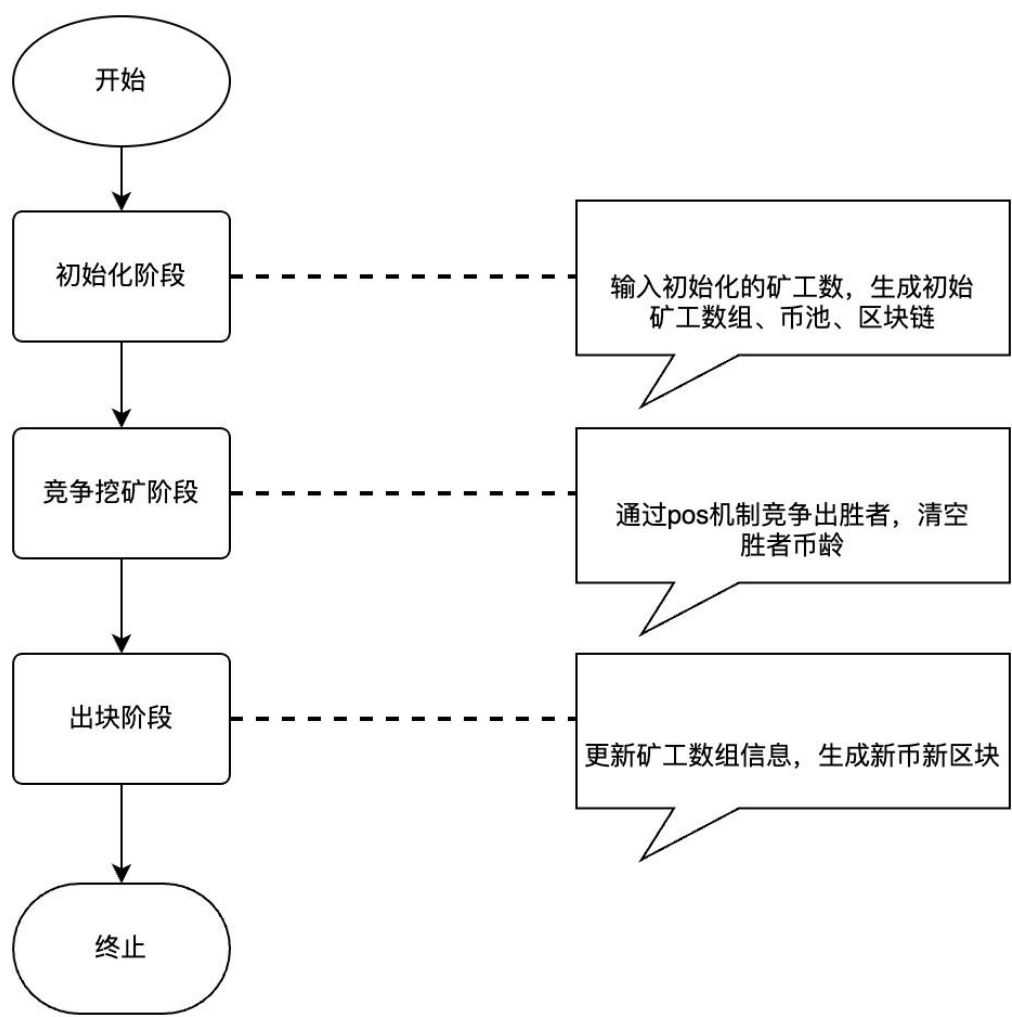 开始
初始化阶段
输入初始化的矿工数，生成初始
矿工数组、币池、区块链
竞争挖矿阶段
通过pos机制竞争出胜者，清空
胜者币龄
出块阶段
更新矿工数组信息，生成新币新区块
终止